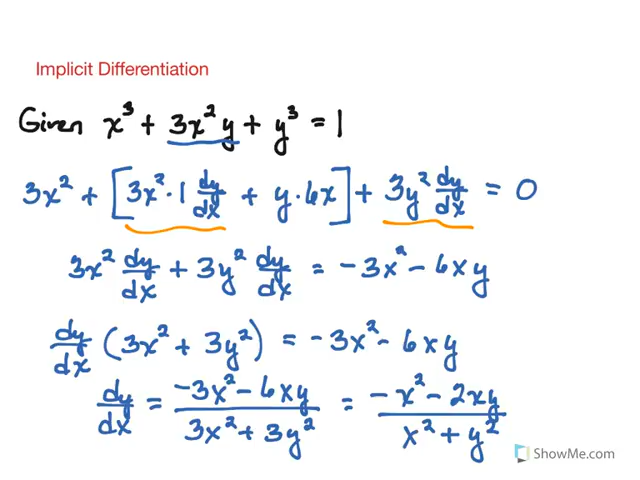 Implicit Differentiation
Given x³ + 3x²y + y³ = 1
3x² + [3x²·1 dy/dx + y·6x] + 3y² dy/dx = 0
3x² dy/dx + 3y² dy/dx = -3x² - 6xy
dy/dx (3x² + 3y²) = -3x² - 6xy
dy/dx = (-3x² - 6xy)/(3x² + 3y²) = (-x² - 2xy)/(x² + y²)
ShowMe.com